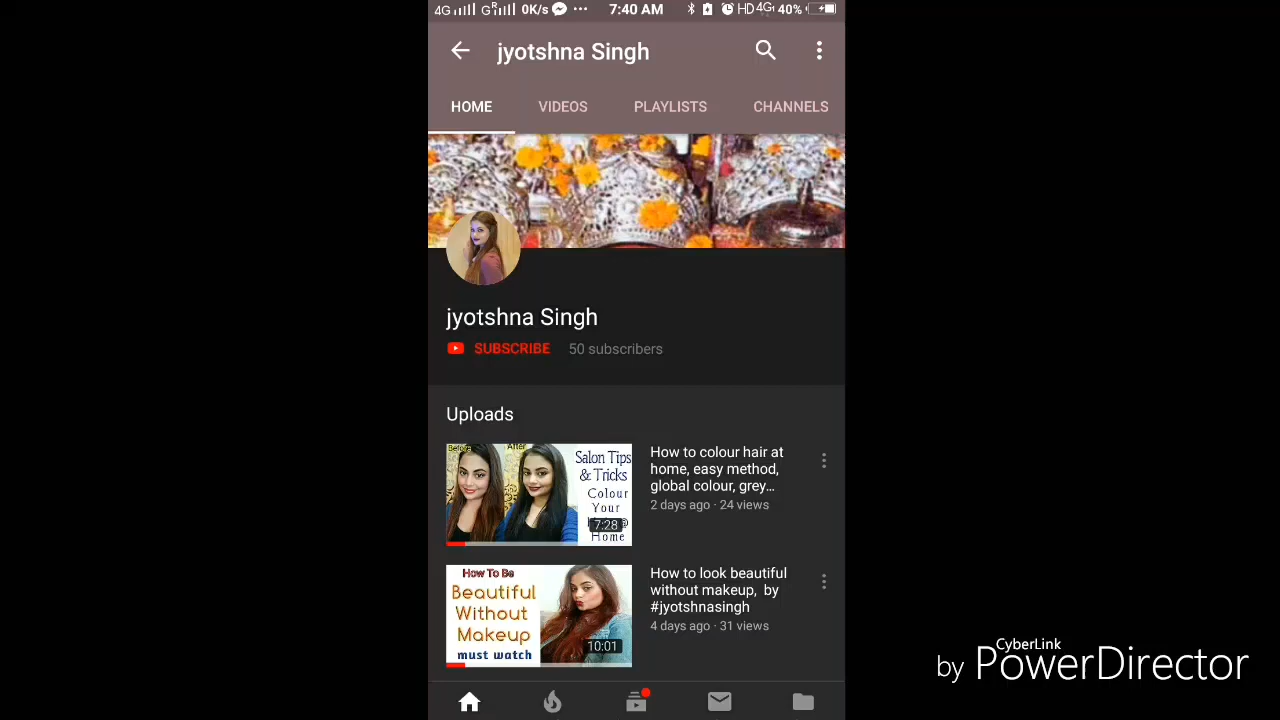 4G G R 0K/s ••• 7:40 AM HD 4G 40%
jyotshna Singh
HOME VIDEOS PLAYLISTS CHANNELS
jyotshna Singh
SUBSCRIBE 50 subscribers
Uploads
Before After
Salon Tips
& Tricks
Colour
Your
7:28
Home
How to colour hair at
home, easy method,
global colour, grey...
2 days ago · 24 views
How To Be
Beautiful
Without
Makeup
must watch
10:01
How to look beautiful
without makeup, by
#jyotshnasingh
4 days ago · 31 views
CyberLink
by PowerDirector